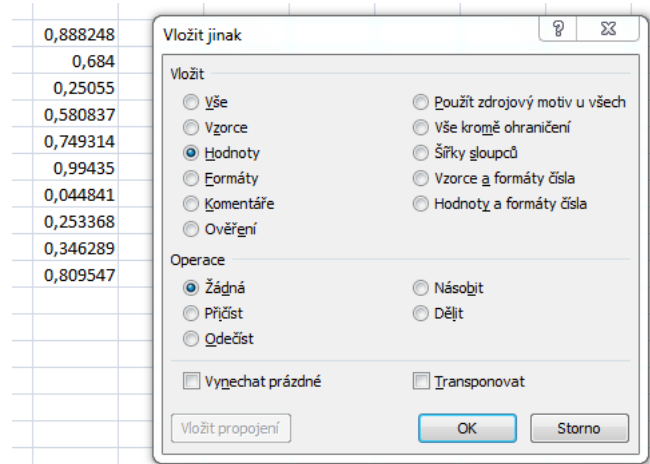 0,888248
0,684
0,25055
0,580837
0,749314
0,99435
0,044841
0,253368
0,346289
0,809547
Vložit jinak
Vložit
Vše
Použít zdrojový motiv u všech
Vzorce
Vše kromě ohraničení
Hodnoty
Šířky sloupců
Formáty
Vzorce a formáty čísla
Komentáře
Hodnoty a formáty čísla
Ověření
Operace
Žádná
Násobit
Přičíst
Dělit
Odečíst
Vynechat prázdné
Transponovat
Vložit propojení
OK
Storno